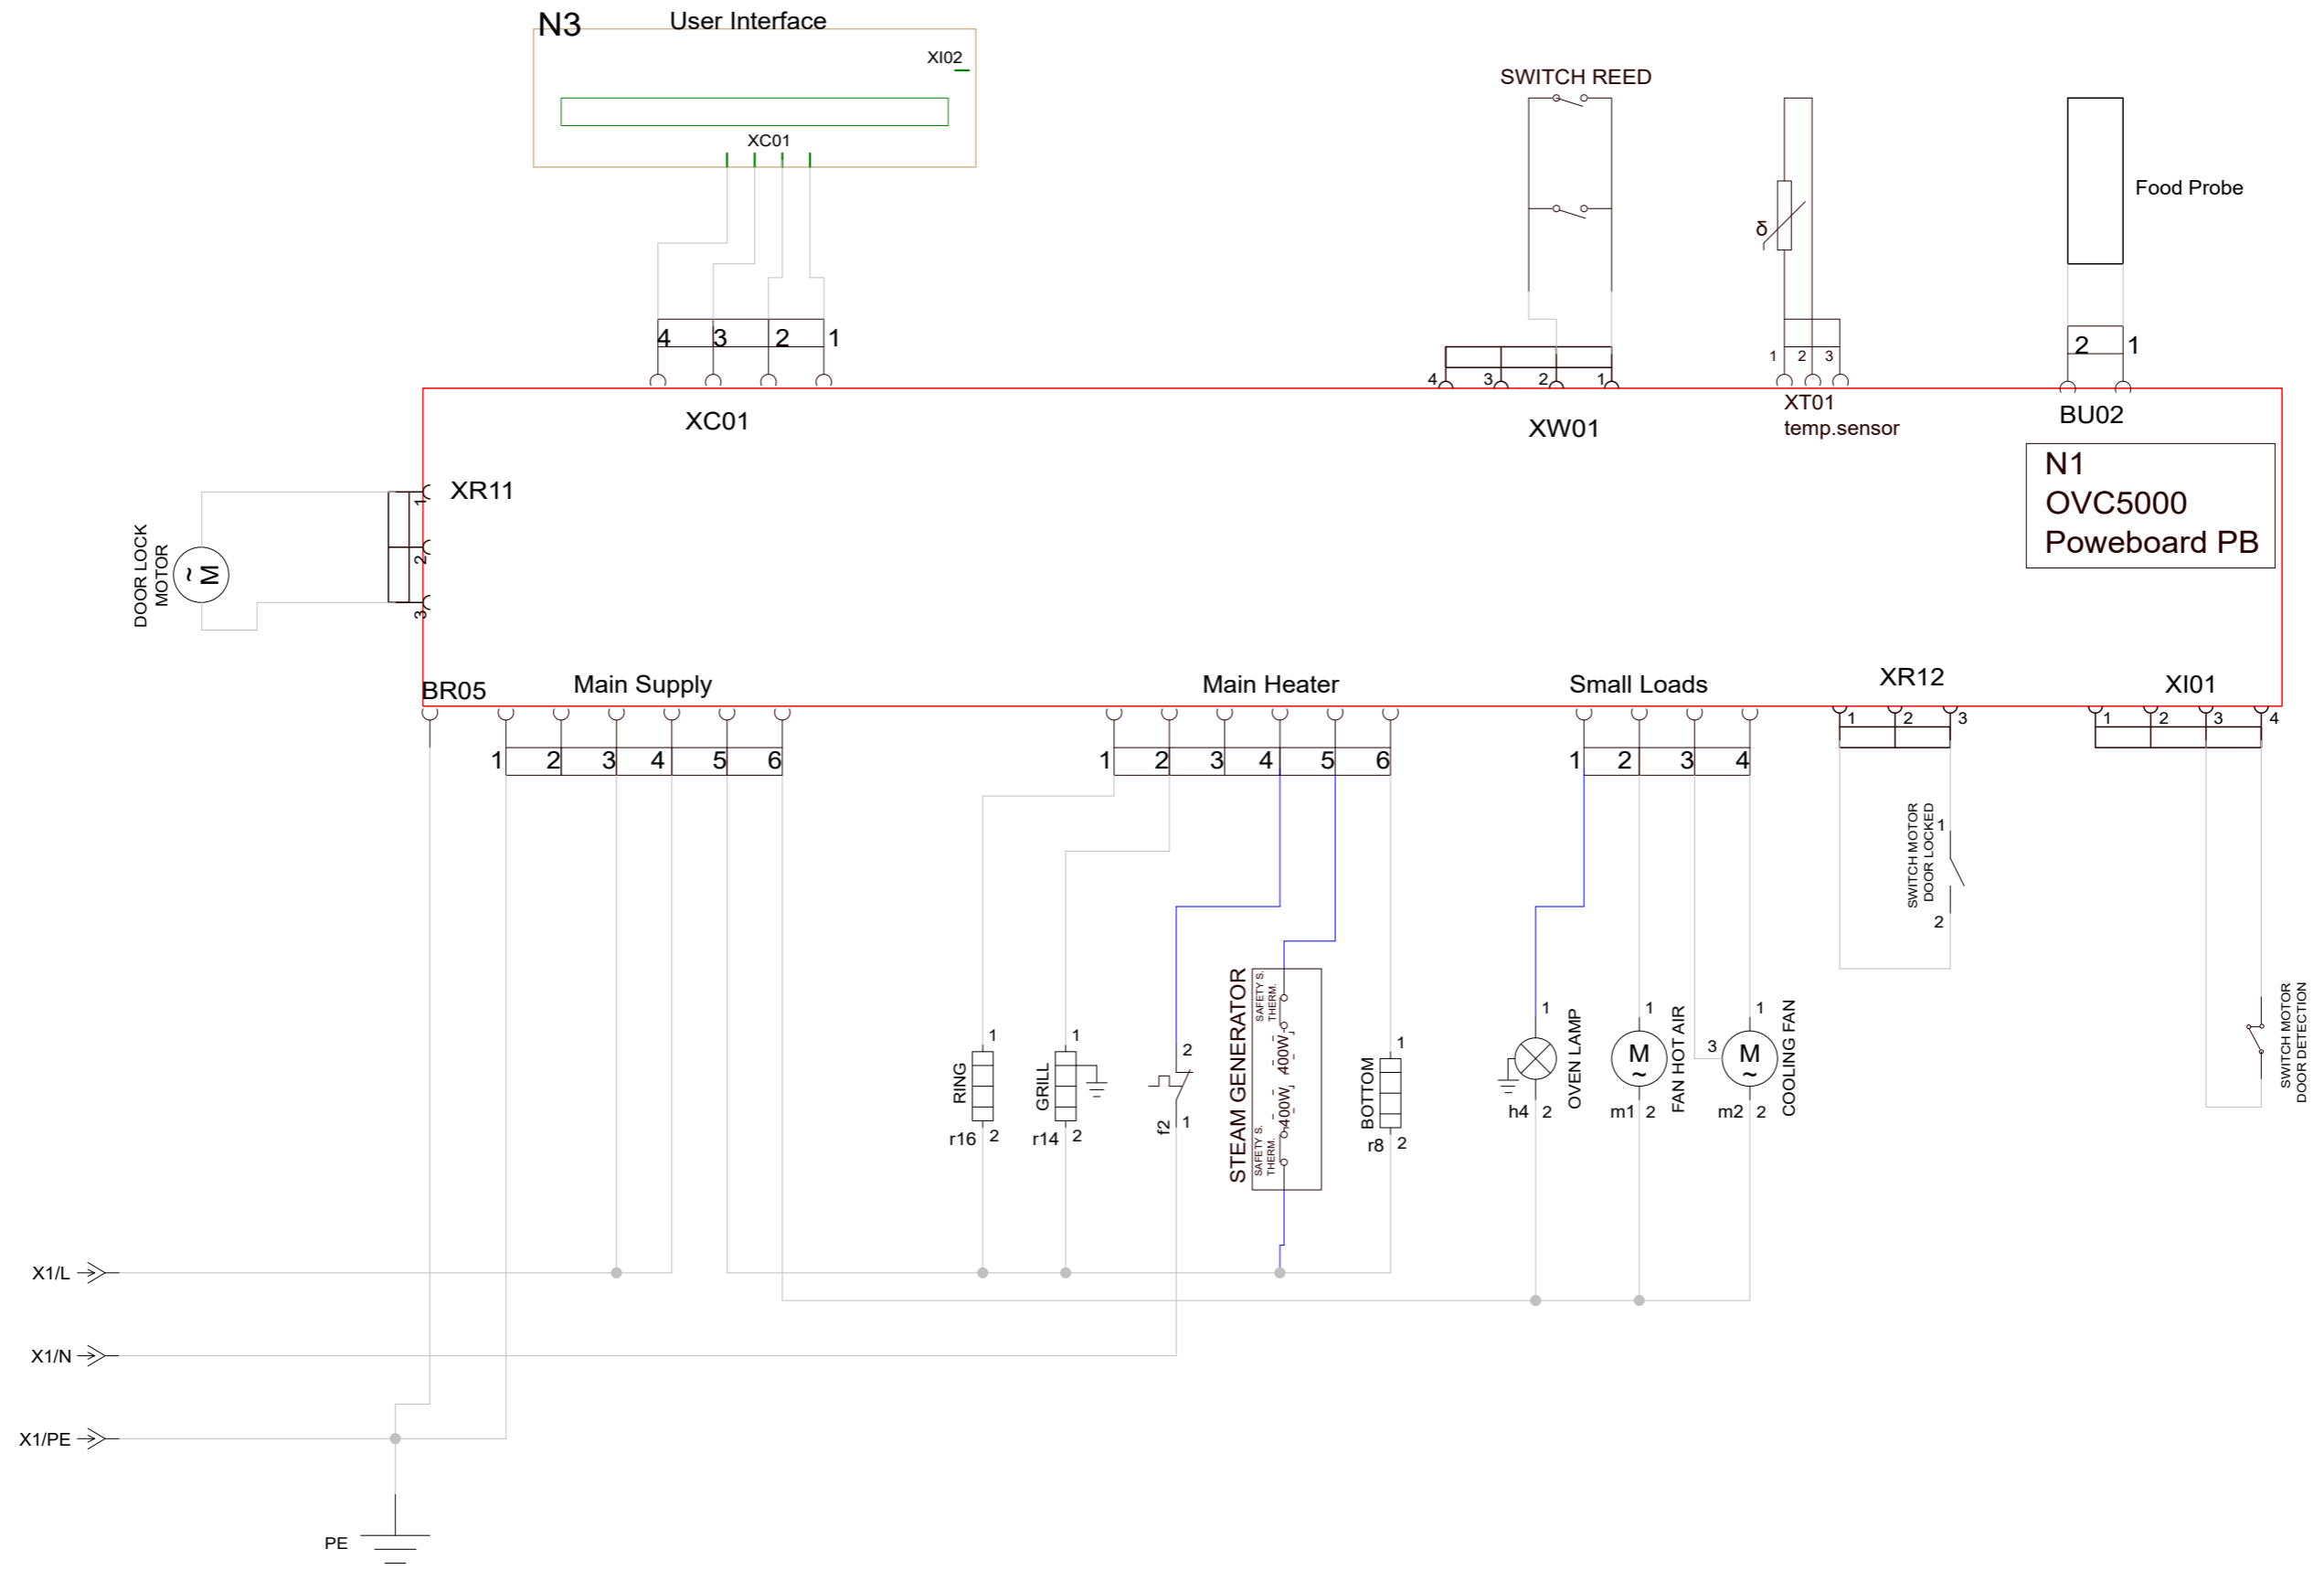 N3
User Interface
XI02
XC01
SWITCH REED
δ
Food Probe
4 3 2 1
4 3 2 1
1 2 3
2 1
XC01
XW01
XT01
temp.sensor
BU02
N1
OVC5000
Poweboard PB
XR11
1
2
3
DOOR LOCK
MOTOR
M
~
BR05
Main Supply
Main Heater
Small Loads
XR12
XI01
1 2 3 4 5 6
1 2 3 4 5 6
1 2 3 4
1 2 3
1 2 3 4
SWITCH MOTOR
DOOR LOCKED
1
2
RING
1
r16 2
GRILL
1
r14 2
2
f2 1
STEAM GENERATOR
SAFETY S.
THERM.
400W
400W
SAFETY S.
THERM.
BOTTOM
1
r8 2
1
OVEN LAMP
h4 2
1
M
~
FAN HOT AIR
m1 2
1
3
M
~
COOLING FAN
m2 2
SWITCH MOTOR
DOOR DETECTION
X1/L
X1/N
X1/PE
PE